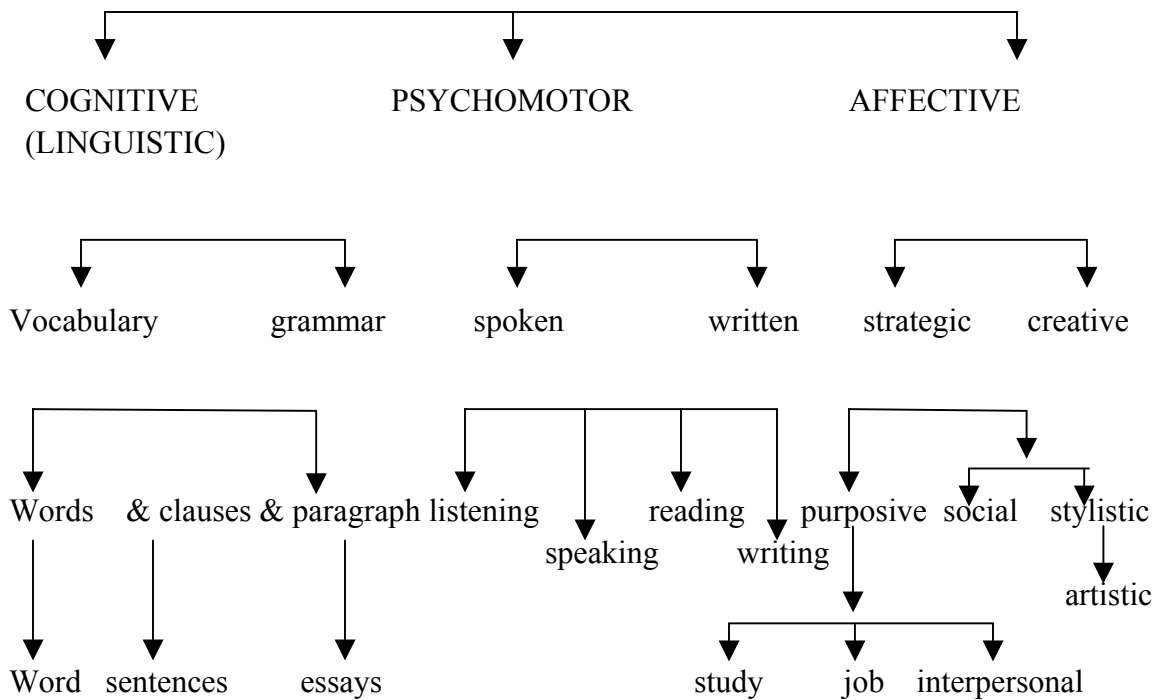 COGNITIVE PSYCHOMOTOR AFFECTIVE
(LINGUISTIC)
Vocabulary grammar spoken written strategic creative
Words & clauses & paragraph listening reading purposive social stylistic
speaking writing
artistic
Word sentences essays study job interpersonal